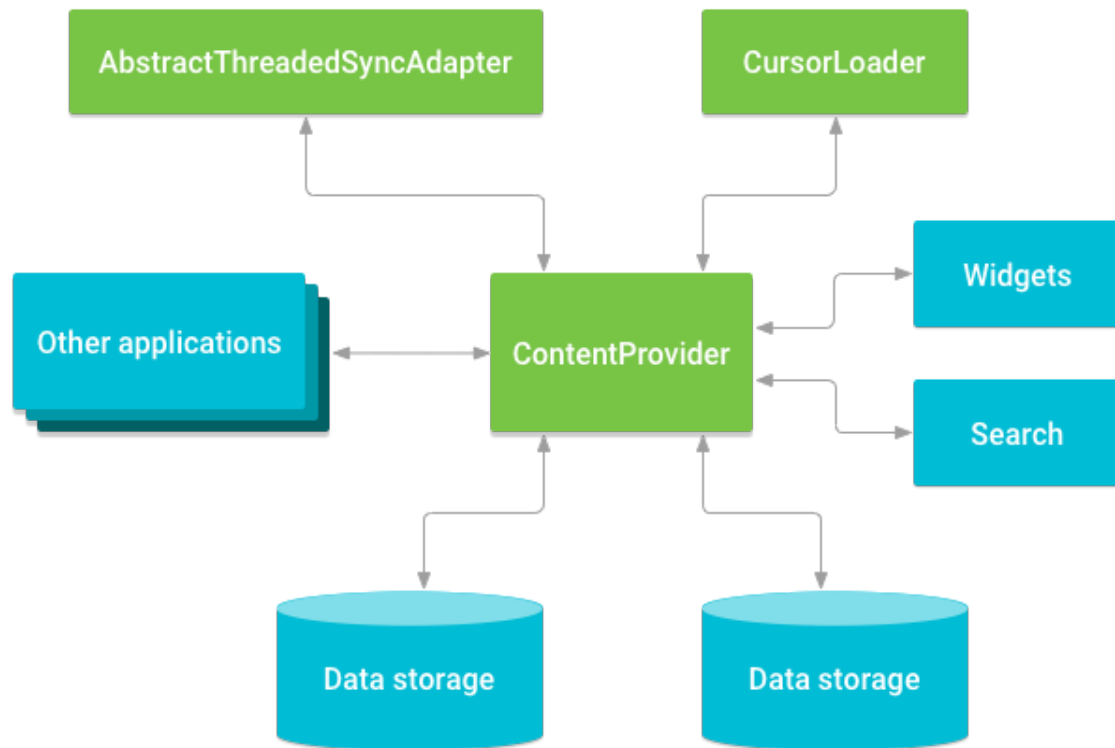 AbstractThreadedSyncAdapter
CursorLoader
Widgets
Other applications
ContentProvider
Search
Data storage
Data storage